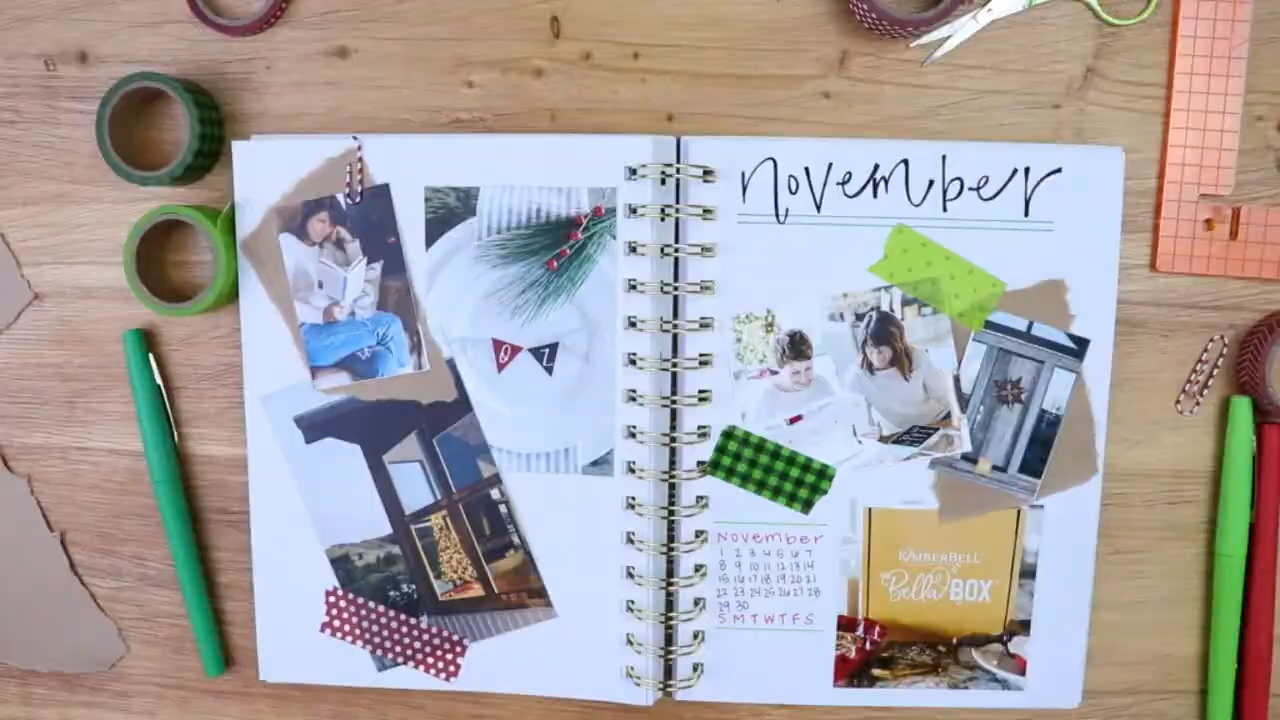 O Z
november
November
1 2 3 4 5 6 7
8 9 10 11 12 13 14
15 16 17 18 19 20 21
22 23 24 25 26 27 28
29 30
S M T W T F S
KIMBERBELL
Bella BOX